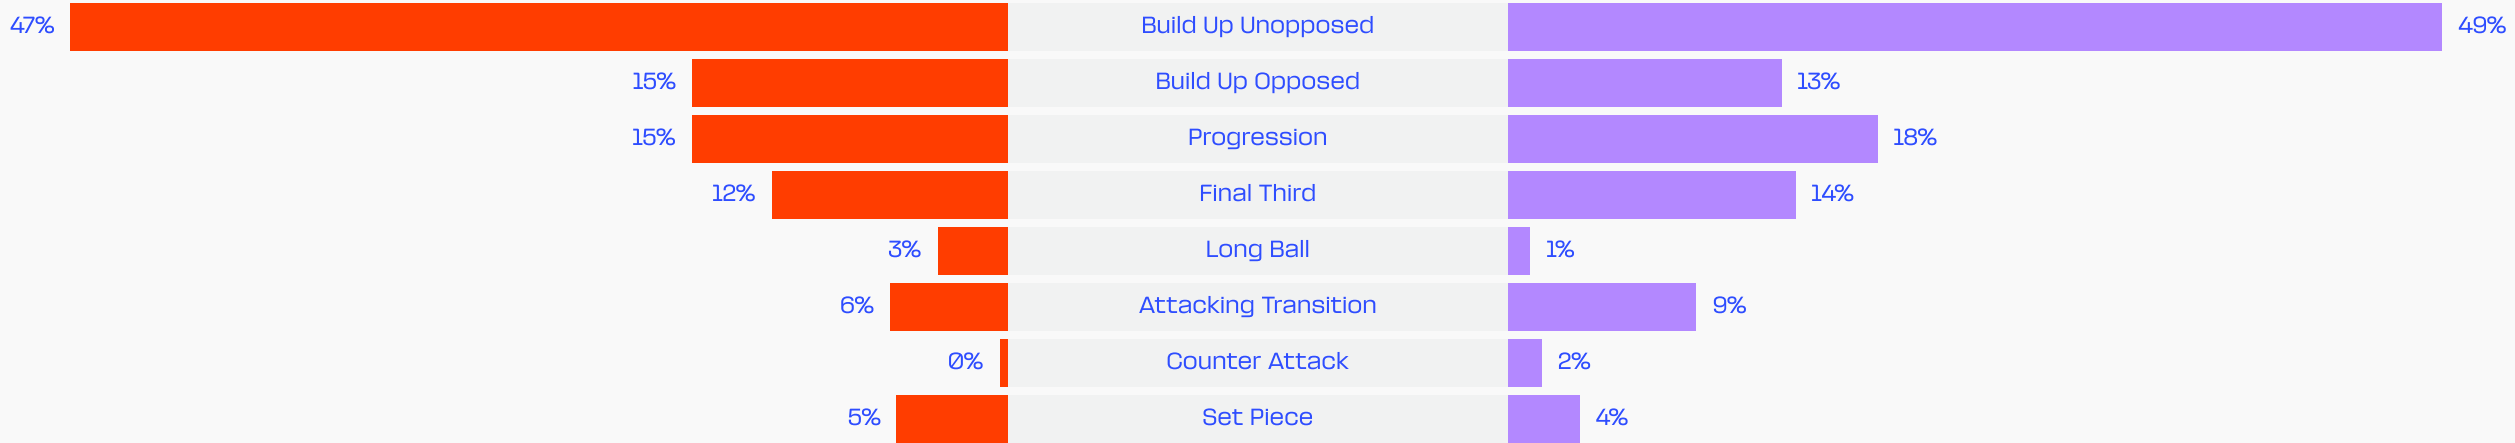 47% Build Up Unopposed 49%
15% Build Up Opposed 13%
15% Progression 18%
12% Final Third 14%
3% Long Ball 1%
6% Attacking Transition 9%
0% Counter Attack 2%
5% Set Piece 4%